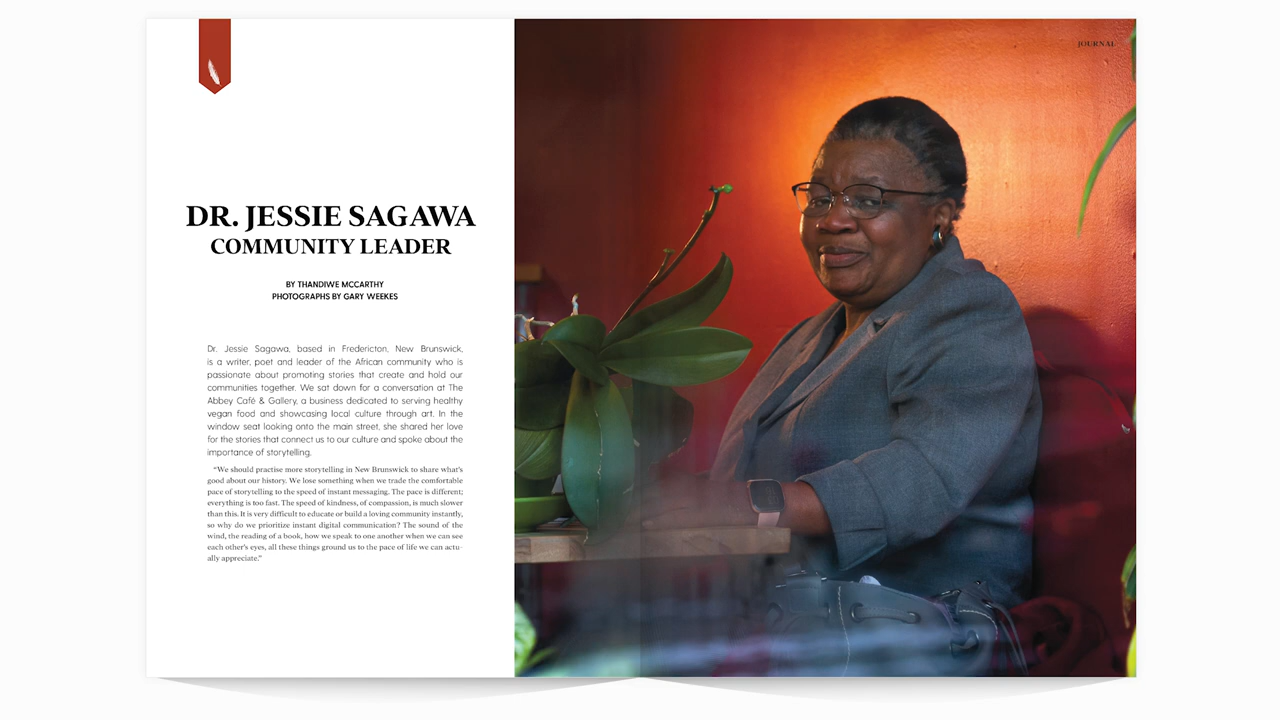 JOURNAL
DR. JESSIE SAGAWA
COMMUNITY LEADER
BY THANDIWE MCCARTHY
PHOTOGRAPHS BY GARY WEEKES
Dr. Jessie Sagawa, based in Fredericton, New Brunswick,
is a writer, poet and leader of the African community who is
passionate about promoting stories that create and hold our
communities together. We sat down for a conversation at The
Abbey Café & Gallery, a business dedicated to serving healthy
vegan food and showcasing local culture through art. In the
window seat looking onto the main street, she shared her love
for the stories that connect us to our culture and spoke about the
importance of storytelling.
“We should practise more storytelling in New Brunswick to share what’s
good about our history. We lose something when we trade the comfortable
pace of storytelling to the speed of instant messaging. The pace is different;
everything is too fast. The speed of kindness, of compassion, is much slower
than this. It is very difficult to educate or build a loving community instantly,
so why do we prioritize instant digital communication? The sound of the
wind, the reading of a book, how we speak to one another when we can see
each other’s eyes, all these things ground us to the pace of life we can actu-
ally appreciate.”